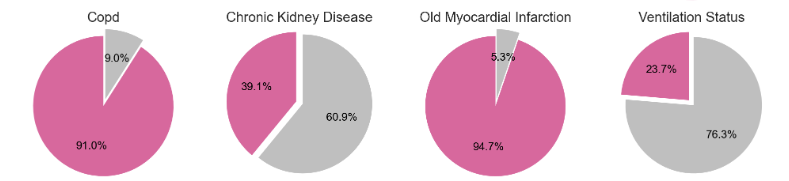 Copd Chronic Kidney Disease Old Myocardial Infarction Ventilation Status
9.0% 5.3%
39.1% 23.7%
60.9%
91.0% 94.7% 76.3%